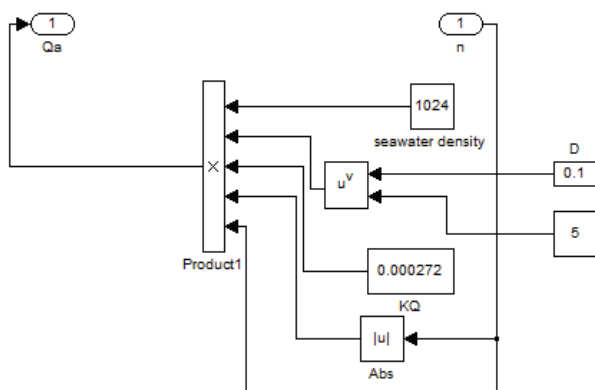 1
Qa
1
n
1024
seawater density
D
0.1
u^v
×
5
Product1
0.000272
KQ
|u|
Abs